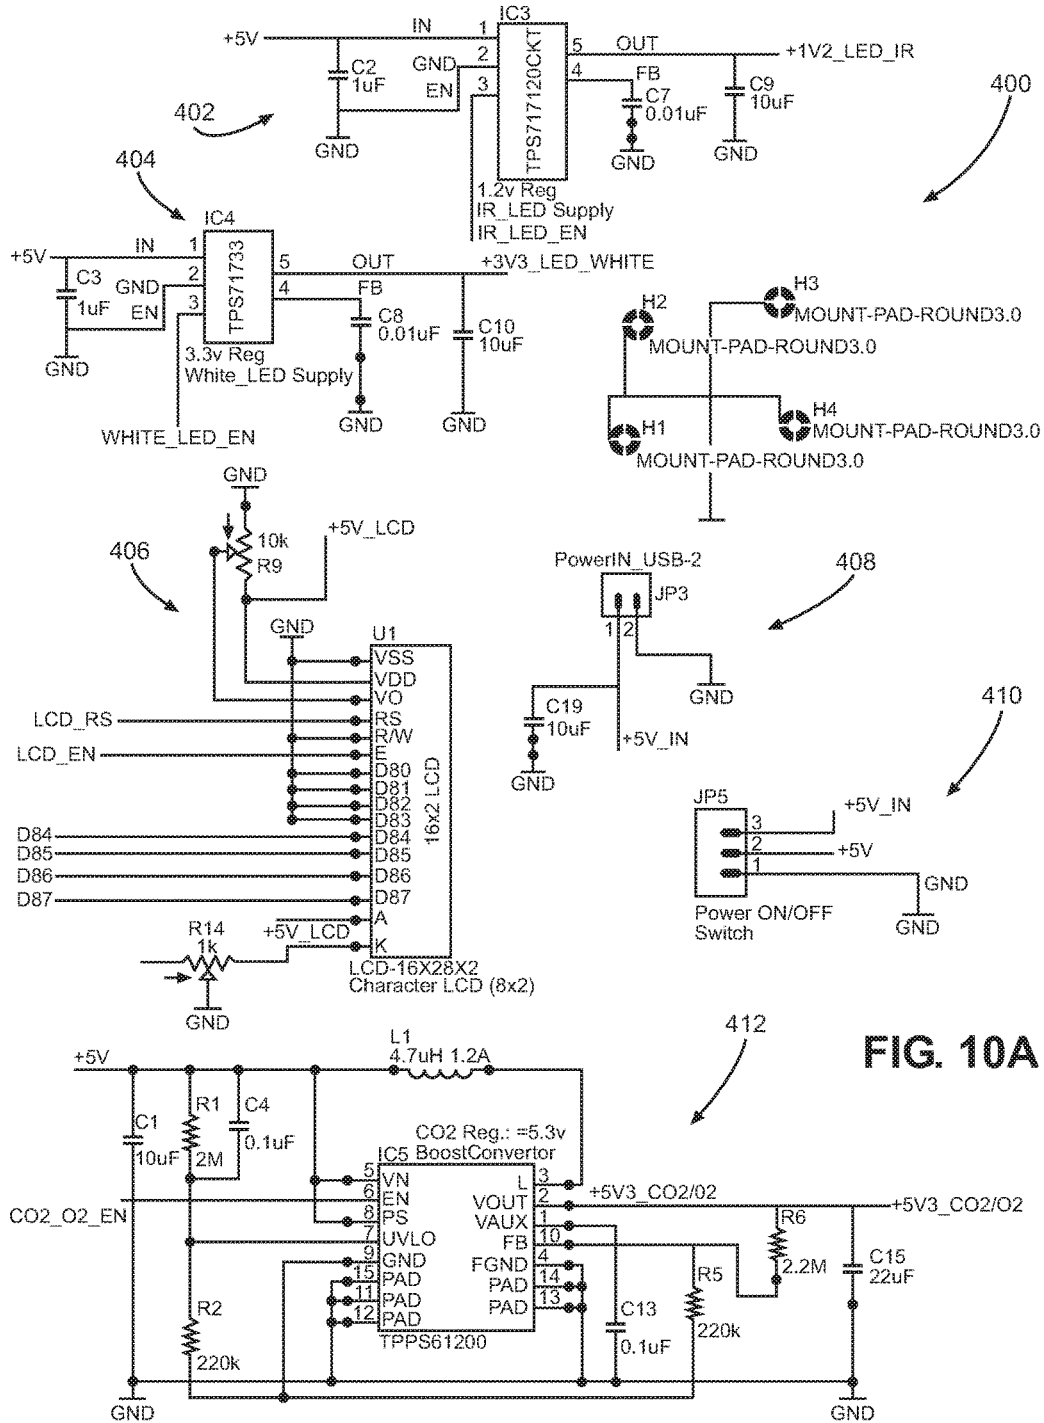 IC3
+5V
IN
1
5
OUT
+1V2_LED_IR
GND
2
4
FB
C2
1uF
EN
3
C7
0.01uF
C9
10uF
TPS717120CKT
GND
GND
GND
1.2v Reg
IR_LED Supply
IR_LED_EN
402
400
404
IC4
+5V
IN
1
5
OUT
+3V3_LED_WHITE
GND
2
4
FB
C3
1uF
EN
3
C8
0.01uF
C10
10uF
TPS71733
GND
3.3v Reg
White_LED Supply
GND
GND
WHITE_LED_EN
H3
MOUNT-PAD-ROUND3.0
H2
MOUNT-PAD-ROUND3.0
H4
MOUNT-PAD-ROUND3.0
H1
MOUNT-PAD-ROUND3.0
GND
+5V_LCD
10k
R9
406
GND
U1
VSS
VDD
VO
LCD_RS
RS
R/W
LCD_EN
E
D80
D81
D82
D83
D84
D84
D85
D85
D86
D86
D87
D87
A
+5V_LCD
K
16x2 LCD
R14
1k
GND
LCD-16X28X2
Character LCD (8x2)
PowerIN_USB-2
JP3
408
1
2
GND
C19
10uF
+5V_IN
GND
410
JP5
+5V_IN
3
2
+5V
1
GND
Power ON/OFF
Switch
GND
412
FIG. 10A
+5V
L1
4.7uH 1.2A
C1
10uF
R1
2M
C4
0.1uF
CO2 Reg.: =5.3v
IC5 BoostConvertor
5
VN
L
3
6
EN
VOUT
2
+5V3_CO2/02
+5V3_CO2/O2
CO2_O2_EN
8
PS
VAUX
1
R6
7
UVLO
FB
10
2.2M
9
GND
FGND
4
C15
22uF
15
PAD
PAD
14
R5
11
PAD
PAD
13
12
PAD
C13
0.1uF
220k
R2
220k
TPPS61200
GND
GND